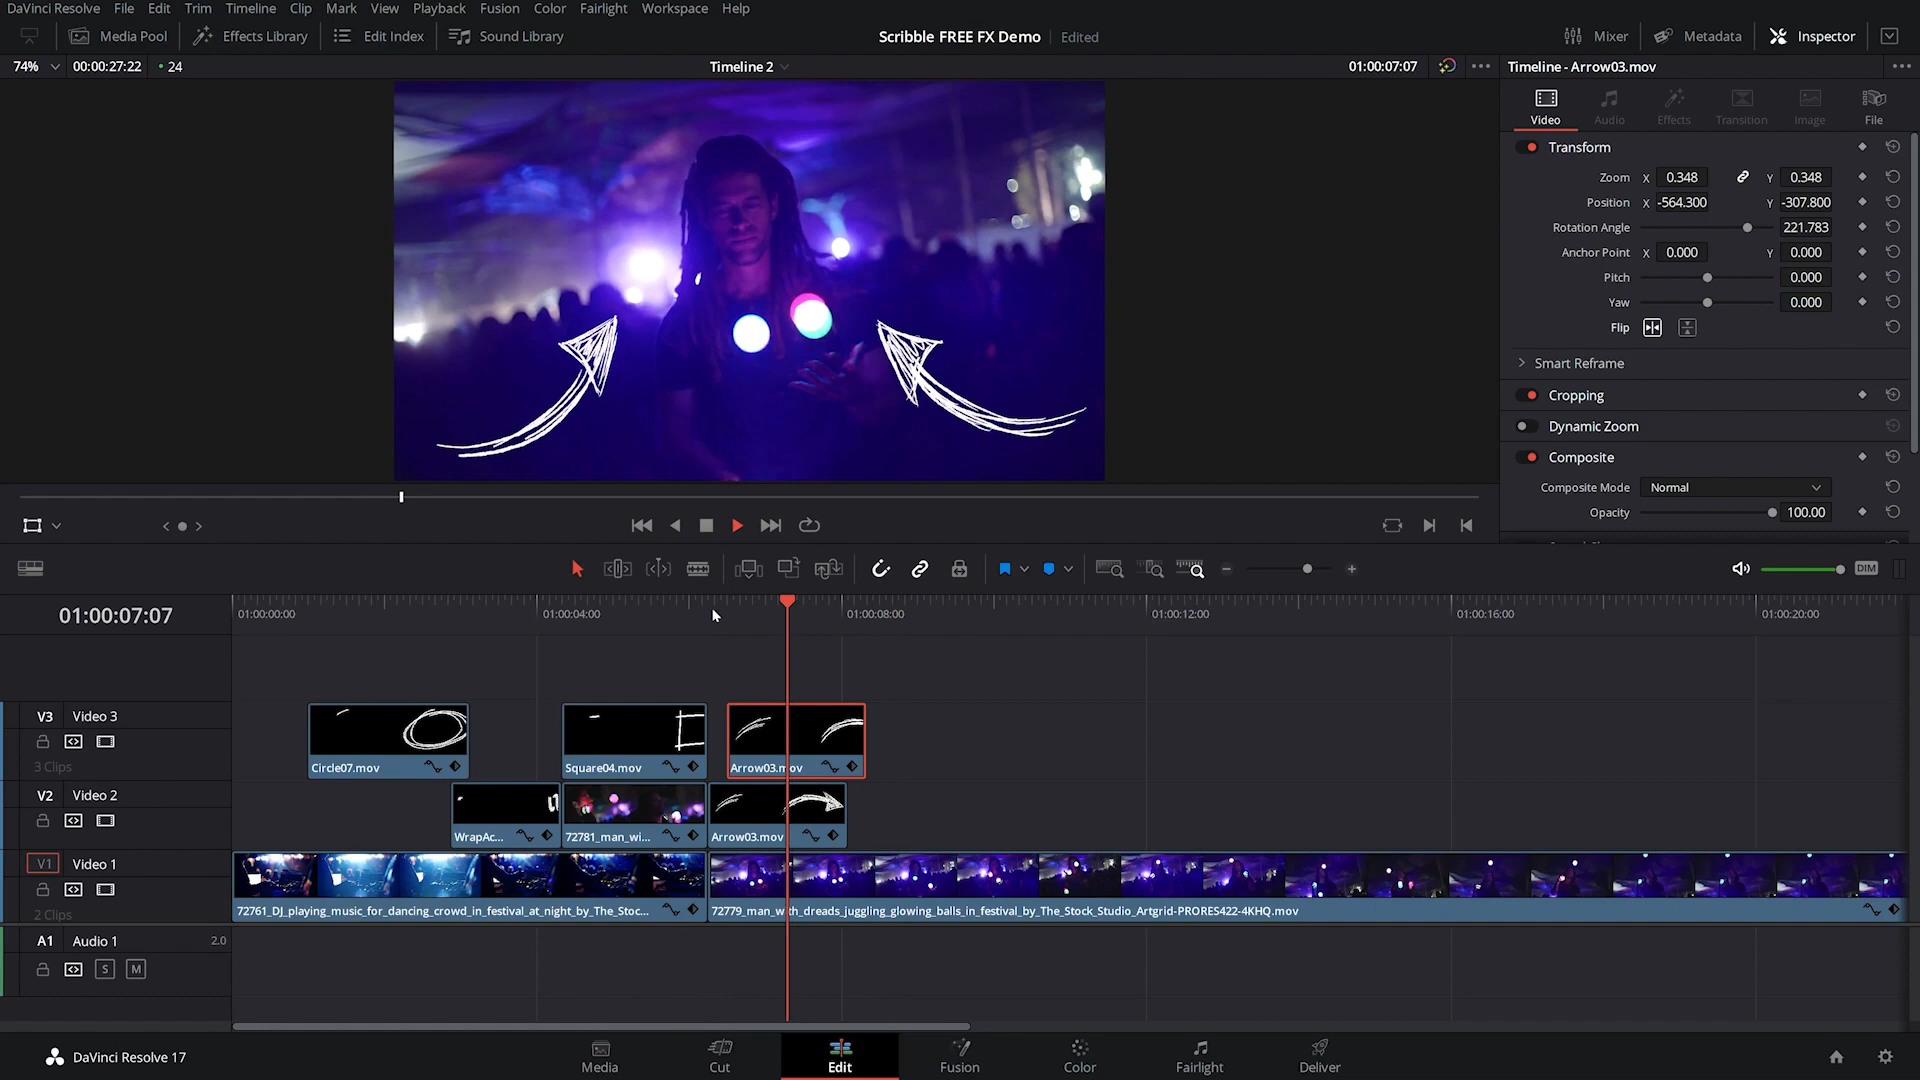 DaVinci Resolve File Edit Trim Timeline Clip Mark View Playback Fusion Color Fairlight Workspace Help
Media Pool Effects Library Edit Index Sound Library Scribble FREE FX Demo Edited Mixer Metadata Inspector
74% 00:00:27:22 24 Timeline 2 01:00:07:07 Timeline - Arrow03.mov
Video Audio Effects Transition Image File
Transform
Zoom X 0.348 Y 0.348
Position X -564.300 Y -307.800
Rotation Angle 221.783
Anchor Point X 0.000 Y 0.000
Pitch 0.000
Yaw 0.000
Flip
Smart Reframe
Cropping
Dynamic Zoom
Composite
Composite Mode Normal
Opacity 100.00
DIM
01:00:07:07 01:00:00:00 01:00:04:00 01:00:08:00 01:00:12:00 01:00:16:00 01:00:20:00
V3 Video 3
3 Clips
Circle07.mov Square04.mov Arrow03.mov
V2 Video 2
WrapAc... 72781_man_wi... Arrow03.mov
V1 Video 1
2 Clips
72761_DJ_playing_music_for_dancing_crowd_in_festival_at_night_by_The_Stoc... 72779_man_with_dreads_juggling_glowing_balls_in_festival_by_The_Stock_Studio_Artgrid-PRORES422-4KHQ.mov
A1 Audio 1 2.0
S M
DaVinci Resolve 17 Media Cut Edit Fusion Color Fairlight Deliver